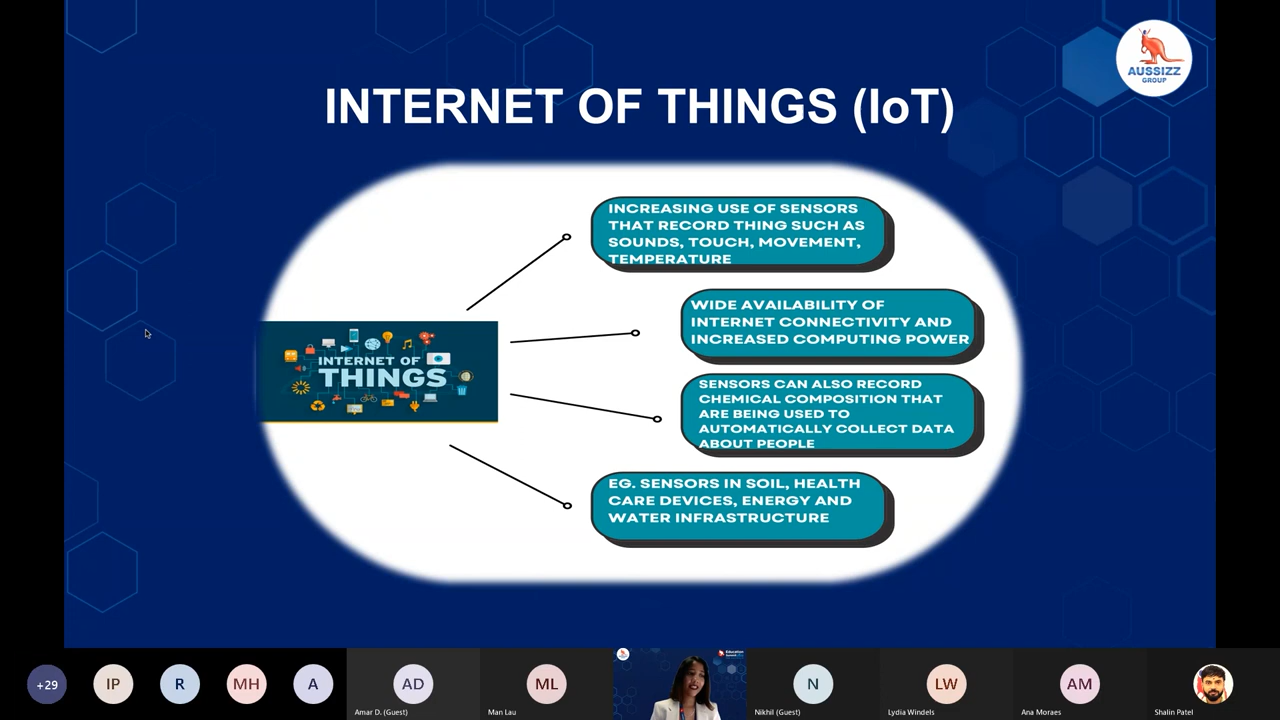 AUSSIZZ
GROUP
INTERNET OF THINGS (IoT)
INCREASING USE OF SENSORS
THAT RECORD THING SUCH AS
SOUNDS, TOUCH, MOVEMENT,
TEMPERATURE
WIDE AVAILABILITY OF
INTERNET CONNECTIVITY AND
INCREASED COMPUTING POWER
INTERNET OF
THINGS
SENSORS CAN ALSO RECORD
CHEMICAL COMPOSITION THAT
ARE BEING USED TO
AUTOMATICALLY COLLECT DATA
ABOUT PEOPLE
EG. SENSORS IN SOIL, HEALTH
CARE DEVICES, ENERGY AND
WATER INFRASTRUCTURE
+29
IP
R
MH
A
AD
Amar D. (Guest)
ML
Man Lau
Education
N
Nikhil (Guest)
LW
Lydia Windels
AM
Ana Moraes
Shalin Patel